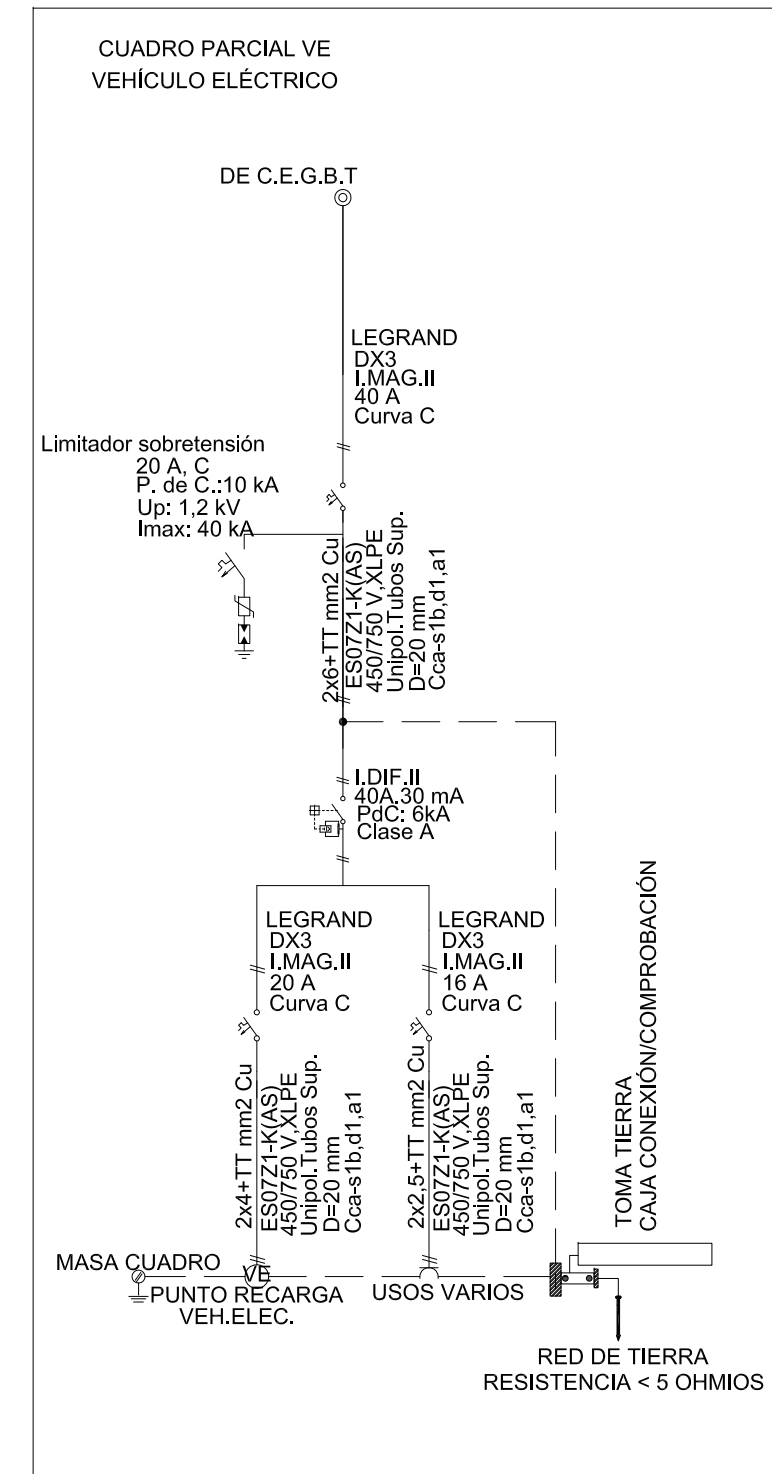 CUADRO PARCIAL VE
VEHÍCULO ELÉCTRICO
DE C.E.G.B.T
LEGRAND
DX3
I.MAG.II
40 A
Curva C
Limitador sobretensión
20 A, C
P. de C.:10 kA
Up: 1,2 kV
Imax: 40 kA
2x6+TT mm2 Cu
ES07Z1-K(AS)
450/750 V,XLPE
Unipol.Tubos Sup.
D=20 mm
Cca-s1b,d1,a1
I.DIF.II
40A.30 mA
PdC: 6kA
Clase A
LEGRAND
DX3
I.MAG.II
20 A
Curva C
LEGRAND
DX3
I.MAG.II
16 A
Curva C
2x4+TT mm2 Cu
ES07Z1-K(AS)
450/750 V,XLPE
Unipol.Tubos Sup.
D=20 mm
Cca-s1b,d1,a1
2x2,5+TT mm2 Cu
ES07Z1-K(AS)
450/750 V,XLPE
Unipol.Tubos Sup.
D=20 mm
Cca-s1b,d1,a1
TOMA TIERRA
CAJA CONEXIÓN/COMPROBACIÓN
MASA CUADRO
VE
PUNTO RECARGA
VEH.ELEC.
USOS VARIOS
RED DE TIERRA
RESISTENCIA < 5 OHMIOS